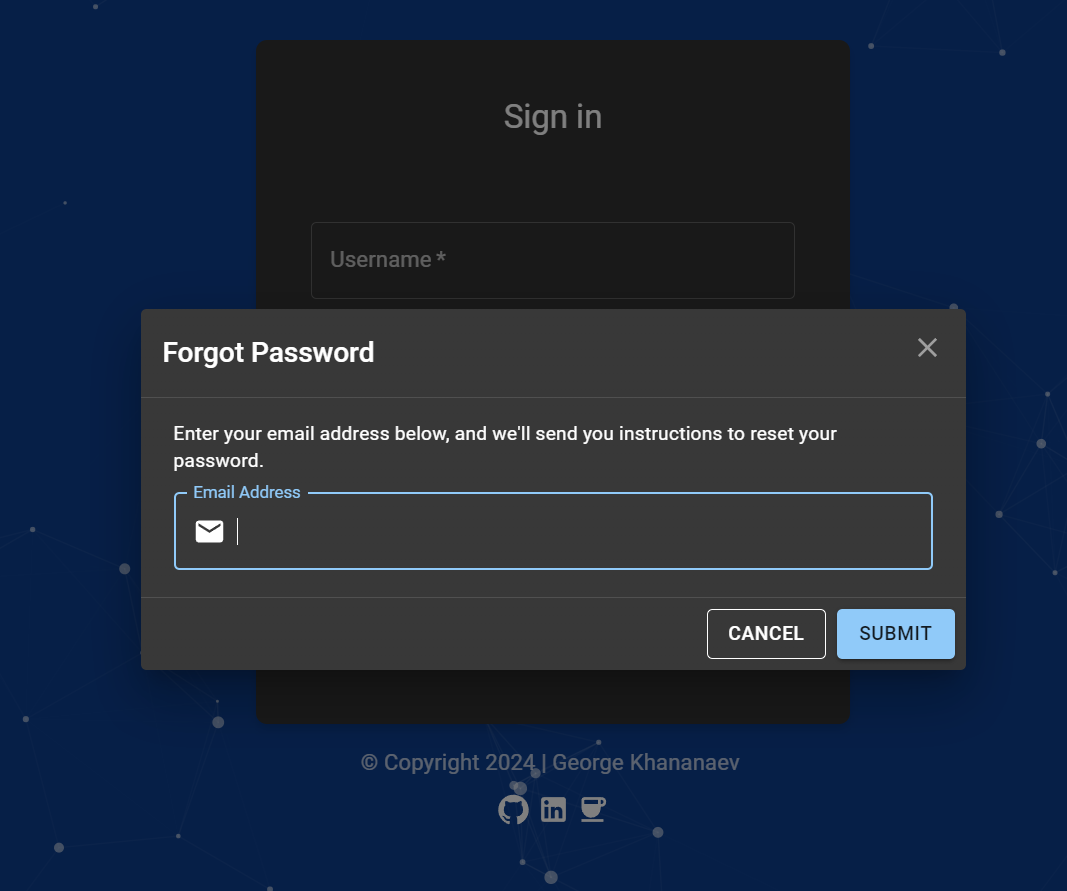 Sign in
Username *
Forgot Password
Enter your email address below, and we'll send you instructions to reset your
password.
Email Address
CANCEL
SUBMIT
© Copyright 2024 | George Khananaev
in